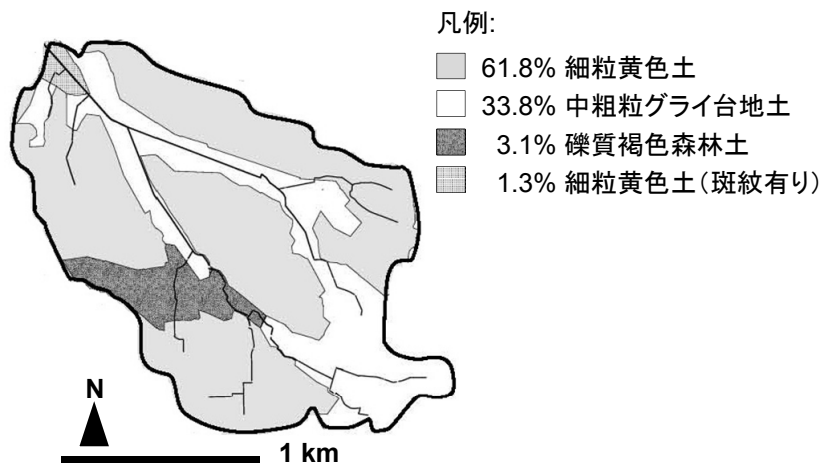 凡例:
61.8% 細粒黄色土
33.8% 中粗粒グライ台地土
3.1% 礫質褐色森林土
1.3% 細粒黄色土(斑紋有り)
N
1 km